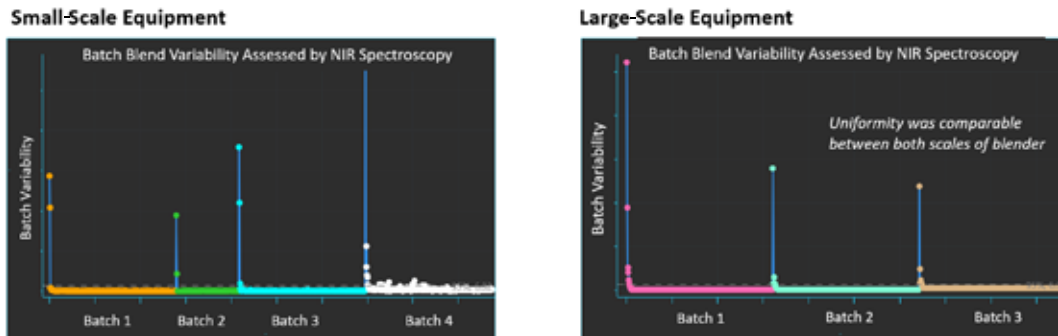 Small-Scale Equipment
Batch Blend Variability Assessed by NIR Spectroscopy
Batch Variability
Batch 1
Batch 2
Batch 3
Batch 4
Large-Scale Equipment
Batch Blend Variability Assessed by NIR Spectroscopy
Uniformity was comparable
between both scales of blender
Batch Variability
Batch 1
Batch 2
Batch 3